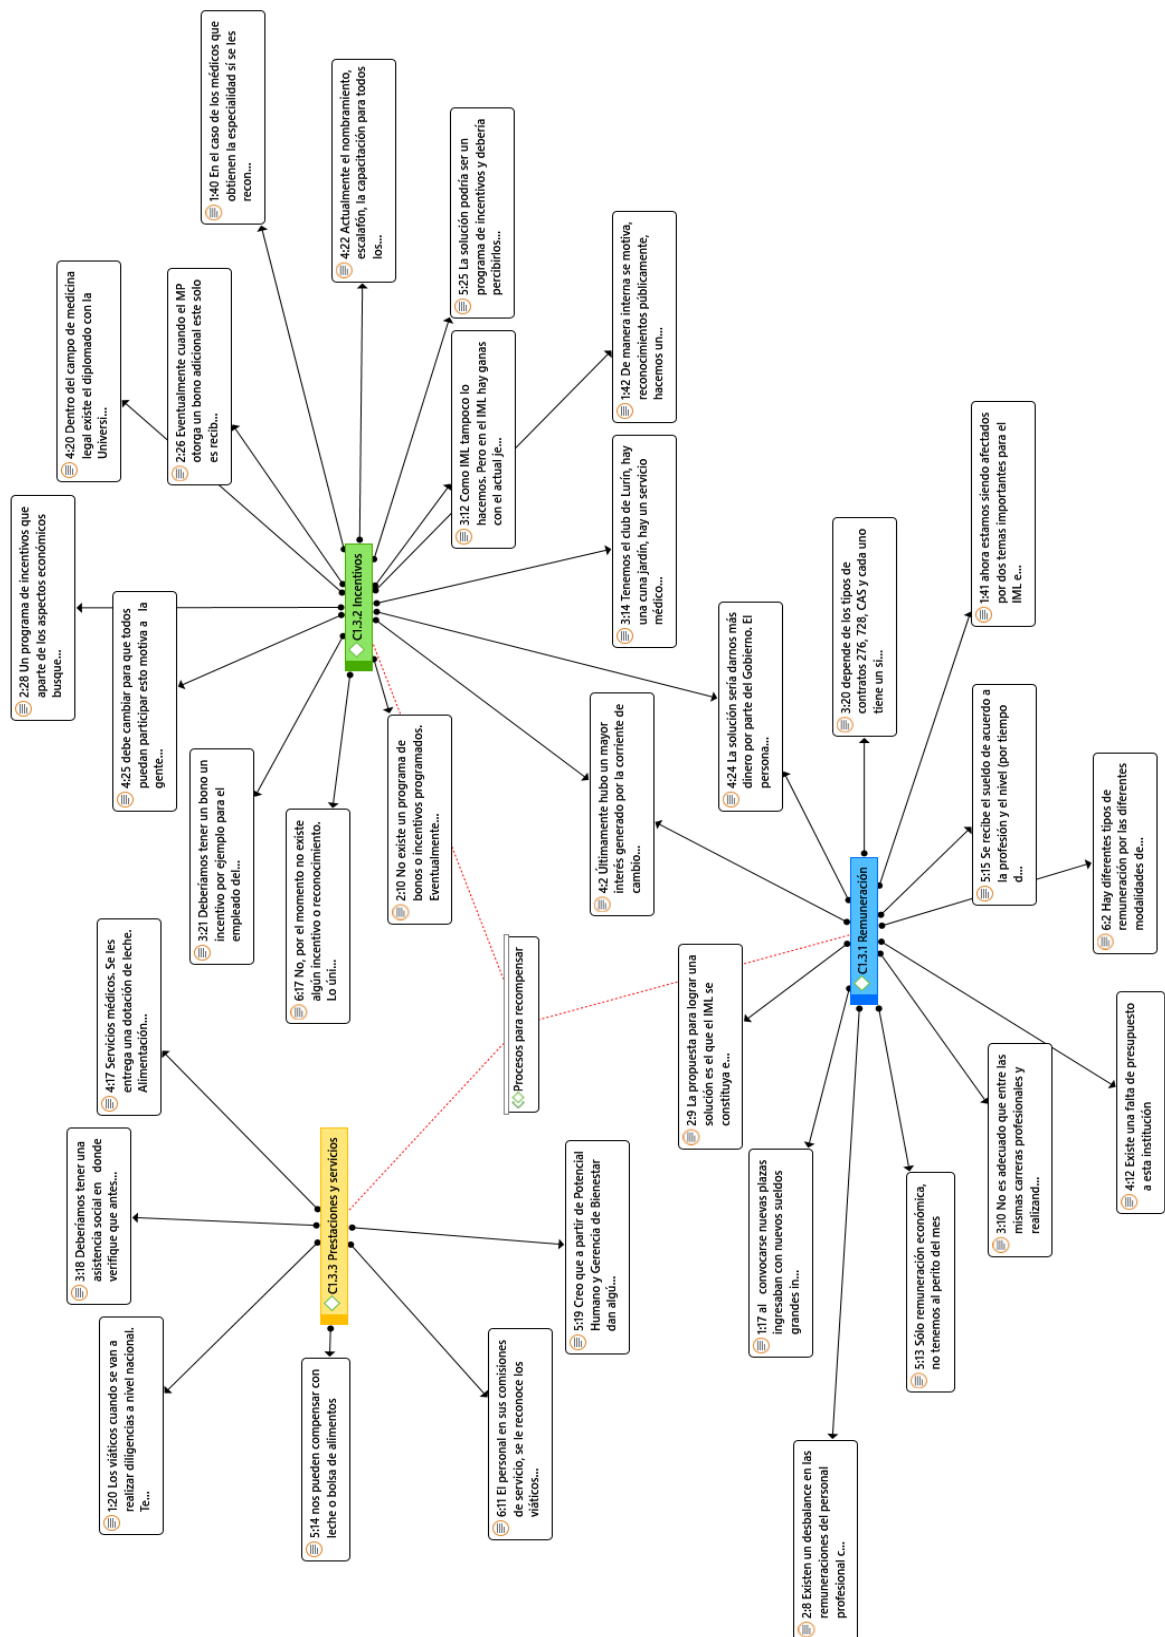 1:40 En el caso de los médicos que
obtienen la especialidad sí se les
recon...
4:22 Actualmente el nombramiento,
escalafón, la capacitación para todos
los...
5:25 La solución podría ser un
programa de incentivos y debería
percibirlos...
4:20 Dentro del campo de medicina
legal existe el diplomado con la
Universi...
2:26 Eventualmente cuando el MP
otorga un bono adicional este solo
es recib...
3:12 Como IML tampoco lo
hacemos. Pero en el IML hay ganas
con el actual je...
1:42 De manera interna se motiva,
reconocimientos públicamente,
hacemos un...
2:28 Un programa de incentivos que
aparte de los aspectos económicos
busque...
4:25 debe cambiar para que todos
puedan participar esto motiva a la
gente...
C1.3.2 Incentivos
3:14 Tenemos el club de Lurín, hay
una cuna jardín, hay un servicio
médico...
3:21 Deberíamos tener un bono un
incentivo por ejemplo para el
empleado del...
6:17 No, por el momento no existe
algún incentivo o reconocimiento.
Lo úni...
2:10 No existe un programa de
bonos o incentivos programados.
Eventualmente...
4:2 Últimamente hubo un mayor
interés generado por la corriente de
cambio...
4:24 La solución sería darnos más
dinero por parte del Gobierno. El
persona...
3:20 depende de los tipos de
contratos 276, 728, CAS y cada uno
tiene un si...
1:41 ahora estamos siendo afectados
por dos temas importantes para el
IML e...
5:15 Se recibe el sueldo de acuerdo a
la profesión y el nivel (por tiempo
d...
6:2 Hay diferentes tipos de
remuneración por las diferentes
modalidades de...
C1.3.1 Remuneración
4:17 Servicios médicos. Se les
entrega una dotación de leche.
Alimentación...
Procesos para recompensar
2:9 La propuesta para lograr una
solución es el que el IML se
constituya e...
3:18 Deberíamos tener una
asistencia social en donde
verifique que antes...
C1.3.3 Prestaciones y servicios
5:19 Creo que a partir de Potencial
Humano y Gerencia de Bienestar
dan algú...
1:17 al convocarse nuevas plazas
ingresaban con nuevos sueldos
grandes in...
5:13 Sólo remuneración económica,
no tenemos al perito del mes
3:10 No es adecuado que entre las
mismas carreras profesionales y
realizand...
4:12 Existe una falta de presupuesto
a esta institución
1:20 Los viáticos cuando se van a
realizar diligencias a nivel nacional.
Te...
5:14 nos pueden compensar con
leche o bolsa de alimentos
6:11 El personal en sus comisiones
de servicio, se le reconoce los
viáticos...
2:8 Existen un desbalance en las
remuneraciones del personal
profesional c...